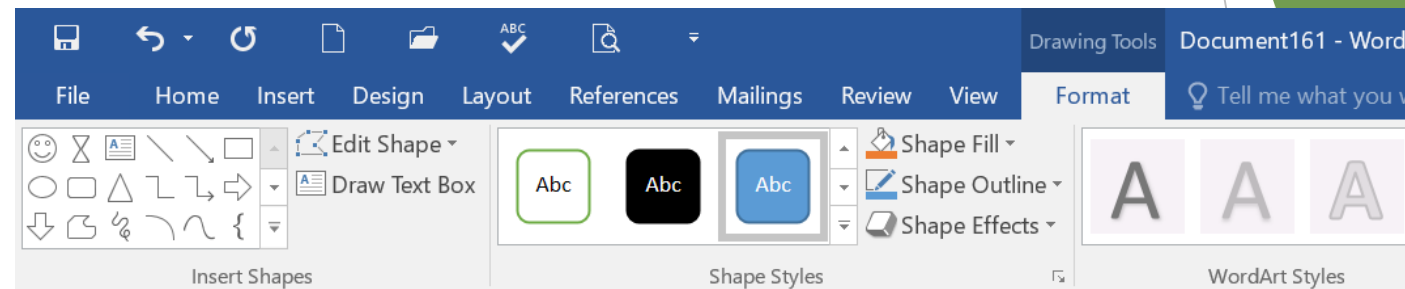 ABC
Drawing Tools Document161 - Word
File Home Insert Design Layout References Mailings Review View Format Tell me what you
A Edit Shape Shape Fill
A Draw Text Box Abc Abc Abc Shape Outline A A A
Shape Effects
Insert Shapes Shape Styles WordArt Styles